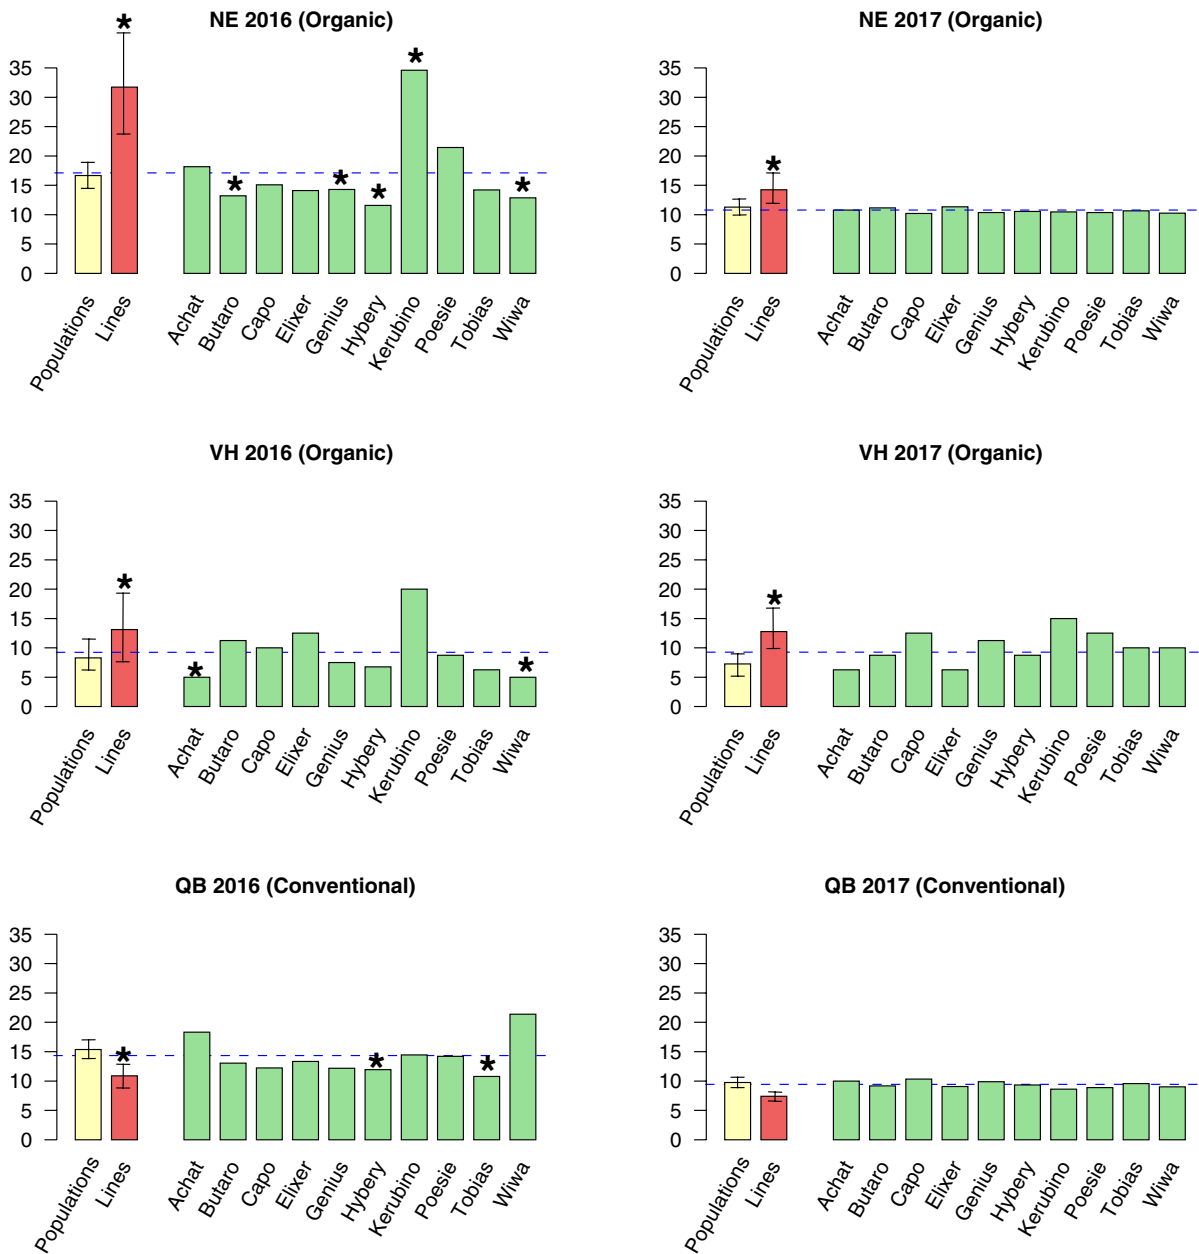 NE 2016 (Organic)
*
35
30
25
20
15
10
5
0
* * * * *
Populations
Lines
Achat
Butaro
Capo
Elixer
Genius
Hybery
Kerubino
Poesie
Tobias
Wiwa
NE 2017 (Organic)
35
30
25
20
15
10
5
0
*
Populations
Lines
Achat
Butaro
Capo
Elixer
Genius
Hybery
Kerubino
Poesie
Tobias
Wiwa
VH 2016 (Organic)
35
30
25
20
15
10
5
0
* * *
Populations
Lines
Achat
Butaro
Capo
Elixer
Genius
Hybery
Kerubino
Poesie
Tobias
Wiwa
VH 2017 (Organic)
35
30
25
20
15
10
5
0
*
Populations
Lines
Achat
Butaro
Capo
Elixer
Genius
Hybery
Kerubino
Poesie
Tobias
Wiwa
QB 2016 (Conventional)
35
30
25
20
15
10
5
0
* * *
Populations
Lines
Achat
Butaro
Capo
Elixer
Genius
Hybery
Kerubino
Poesie
Tobias
Wiwa
QB 2017 (Conventional)
35
30
25
20
15
10
5
0
Populations
Lines
Achat
Butaro
Capo
Elixer
Genius
Hybery
Kerubino
Poesie
Tobias
Wiwa